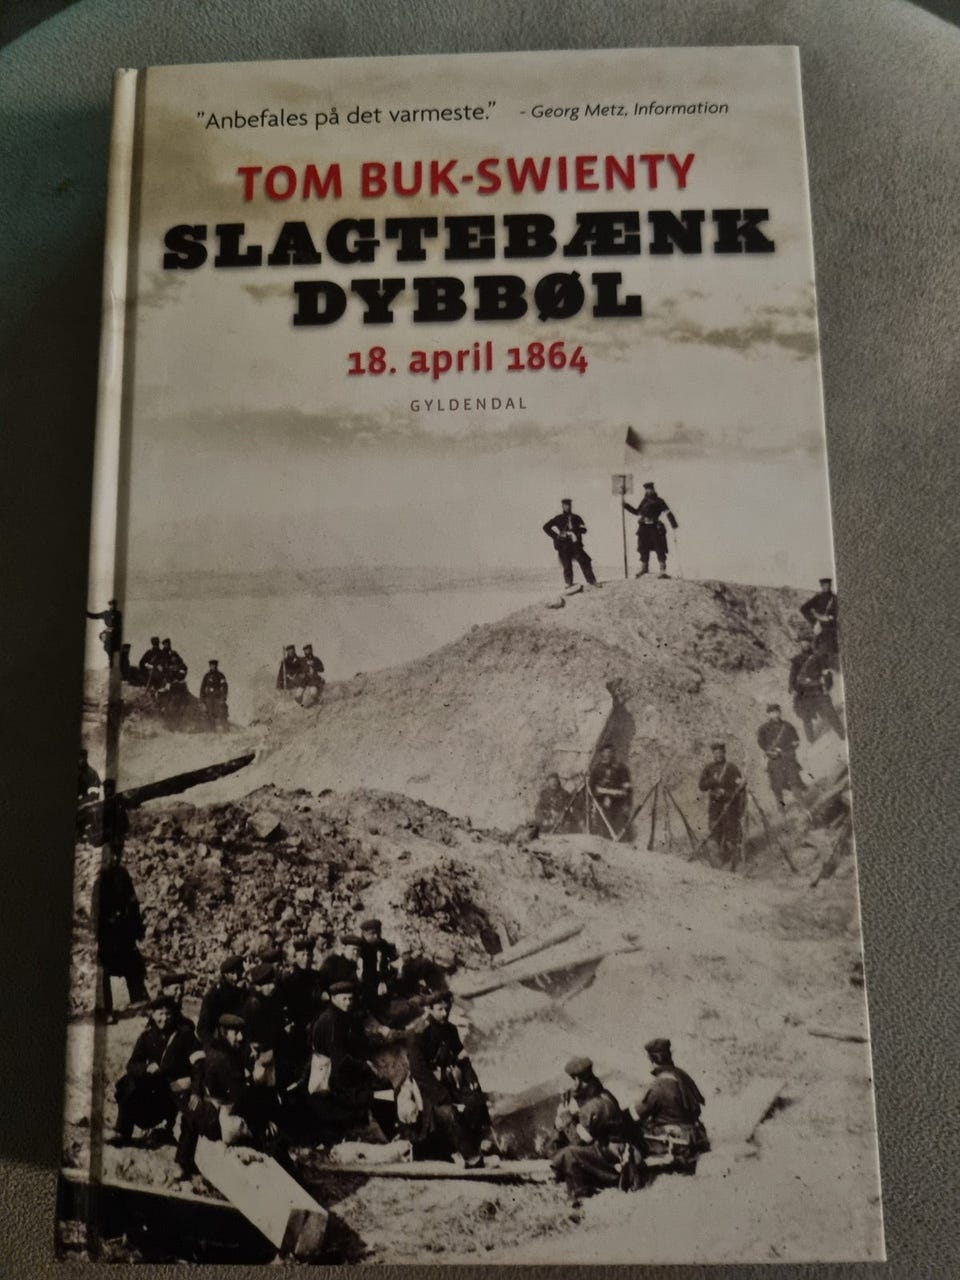 "Anbefales på det varmeste." - Georg Metz, Information
TOM BUK-SWIENTY
SLAGTEBÆNK
DYBBØL
18. april 1864
GYLDENDAL